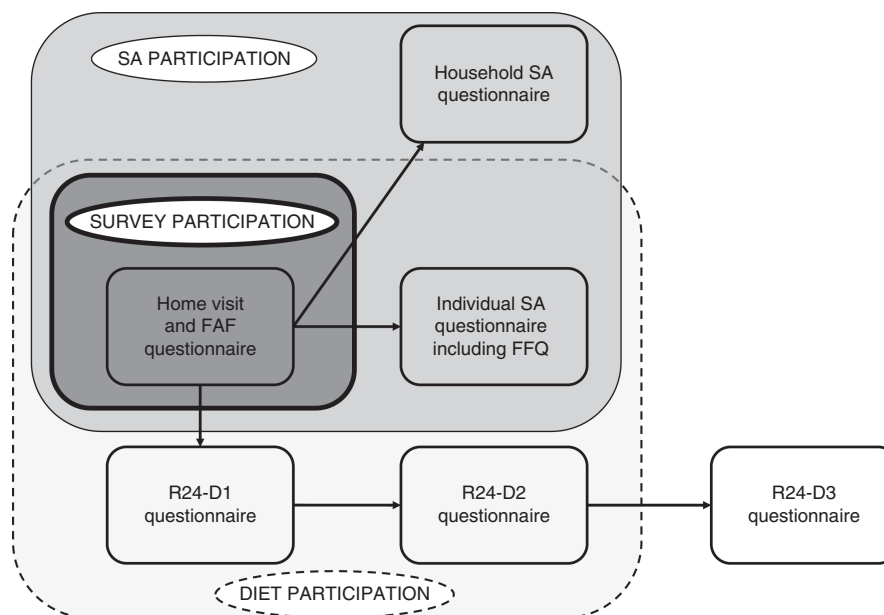 SA PARTICIPATION
Household SA
questionnaire
SURVEY PARTICIPATION
Home visit
and FAF
questionnaire
Individual SA
questionnaire
including FFQ
R24-D1
questionnaire
R24-D2
questionnaire
R24-D3
questionnaire
DIET PARTICIPATION